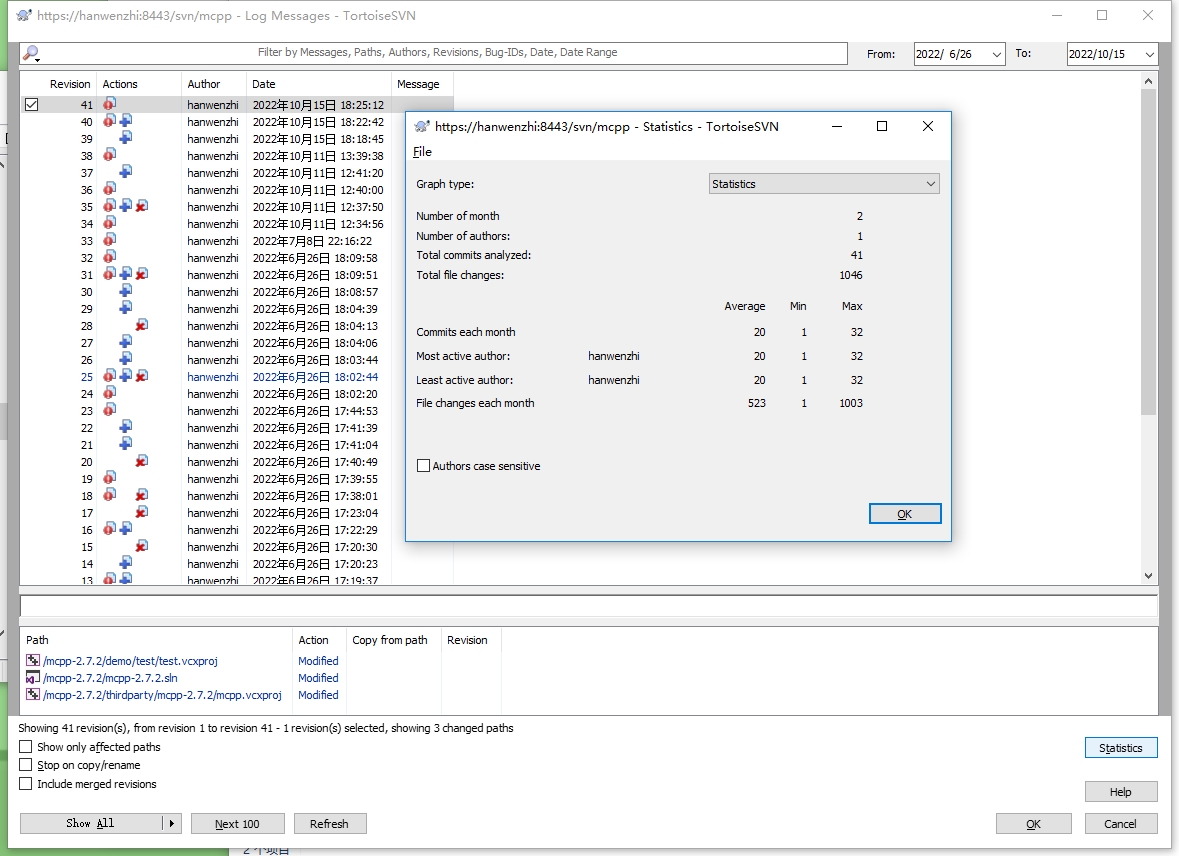 https://hanwenzhi:8443/svn/mcpp - Log Messages - TortoiseSVN
Filter by Messages, Paths, Authors, Revisions, Bug-IDs, Date, Date Range From: 2022/ 6/26 To: 2022/10/15
Revision Actions Author Date Message
41 hanwenzhi 2022年10月15日 18:25:12
40 hanwenzhi 2022年10月15日 18:22:42
39 hanwenzhi 2022年10月15日 18:18:45
38 hanwenzhi 2022年10月11日 13:39:38
37 hanwenzhi 2022年10月11日 12:41:20
36 hanwenzhi 2022年10月11日 12:40:00
35 hanwenzhi 2022年10月11日 12:37:50
34 hanwenzhi 2022年10月11日 12:34:56
33 hanwenzhi 2022年7月8日 22:16:22
32 hanwenzhi 2022年6月26日 18:09:58
31 hanwenzhi 2022年6月26日 18:09:51
30 hanwenzhi 2022年6月26日 18:08:57
29 hanwenzhi 2022年6月26日 18:04:39
28 hanwenzhi 2022年6月26日 18:04:13
27 hanwenzhi 2022年6月26日 18:04:06
26 hanwenzhi 2022年6月26日 18:03:44
25 hanwenzhi 2022年6月26日 18:02:44
24 hanwenzhi 2022年6月26日 18:02:20
23 hanwenzhi 2022年6月26日 17:44:53
22 hanwenzhi 2022年6月26日 17:41:39
21 hanwenzhi 2022年6月26日 17:41:04
20 hanwenzhi 2022年6月26日 17:40:49
19 hanwenzhi 2022年6月26日 17:39:55
18 hanwenzhi 2022年6月26日 17:38:01
17 hanwenzhi 2022年6月26日 17:23:04
16 hanwenzhi 2022年6月26日 17:22:29
15 hanwenzhi 2022年6月26日 17:20:30
14 hanwenzhi 2022年6月26日 17:20:23
13 hanwenzhi 2022年6月26日 17:19:37
https://hanwenzhi:8443/svn/mcpp - Statistics - TortoiseSVN
File
Graph type: Statistics
Number of month 2
Number of authors: 1
Total commits analyzed: 41
Total file changes: 1046
Average Min Max
Commits each month 20 1 32
Most active author: hanwenzhi 20 1 32
Least active author: hanwenzhi 20 1 32
File changes each month 523 1 1003
Authors case sensitive
OK
Path Action Copy from path Revision
/mcpp-2.7.2/demo/test/test.vcxproj Modified
/mcpp-2.7.2/mcpp-2.7.2.sln Modified
/mcpp-2.7.2/thirdparty/mcpp-2.7.2/mcpp.vcxproj Modified
Showing 41 revision(s), from revision 1 to revision 41 - 1 revision(s) selected, showing 3 changed paths
Show only affected paths
Stop on copy/rename
Include merged revisions
Statistics
Help
Show All Next 100 Refresh OK Cancel
2 个项目